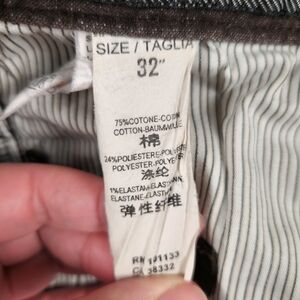 SIZE / TAGLIA
32"
75%COTONE-COTON
COTTON-BAUMWOLLE
棉
24%POLIESTERE-POLYESTER
POLYESTER-POLYESTER
涤纶
1%ELASTAN-ELASTHANNE
ELASTANE-ELASTHAN
弹性纤维
RN 101133
CA 38332